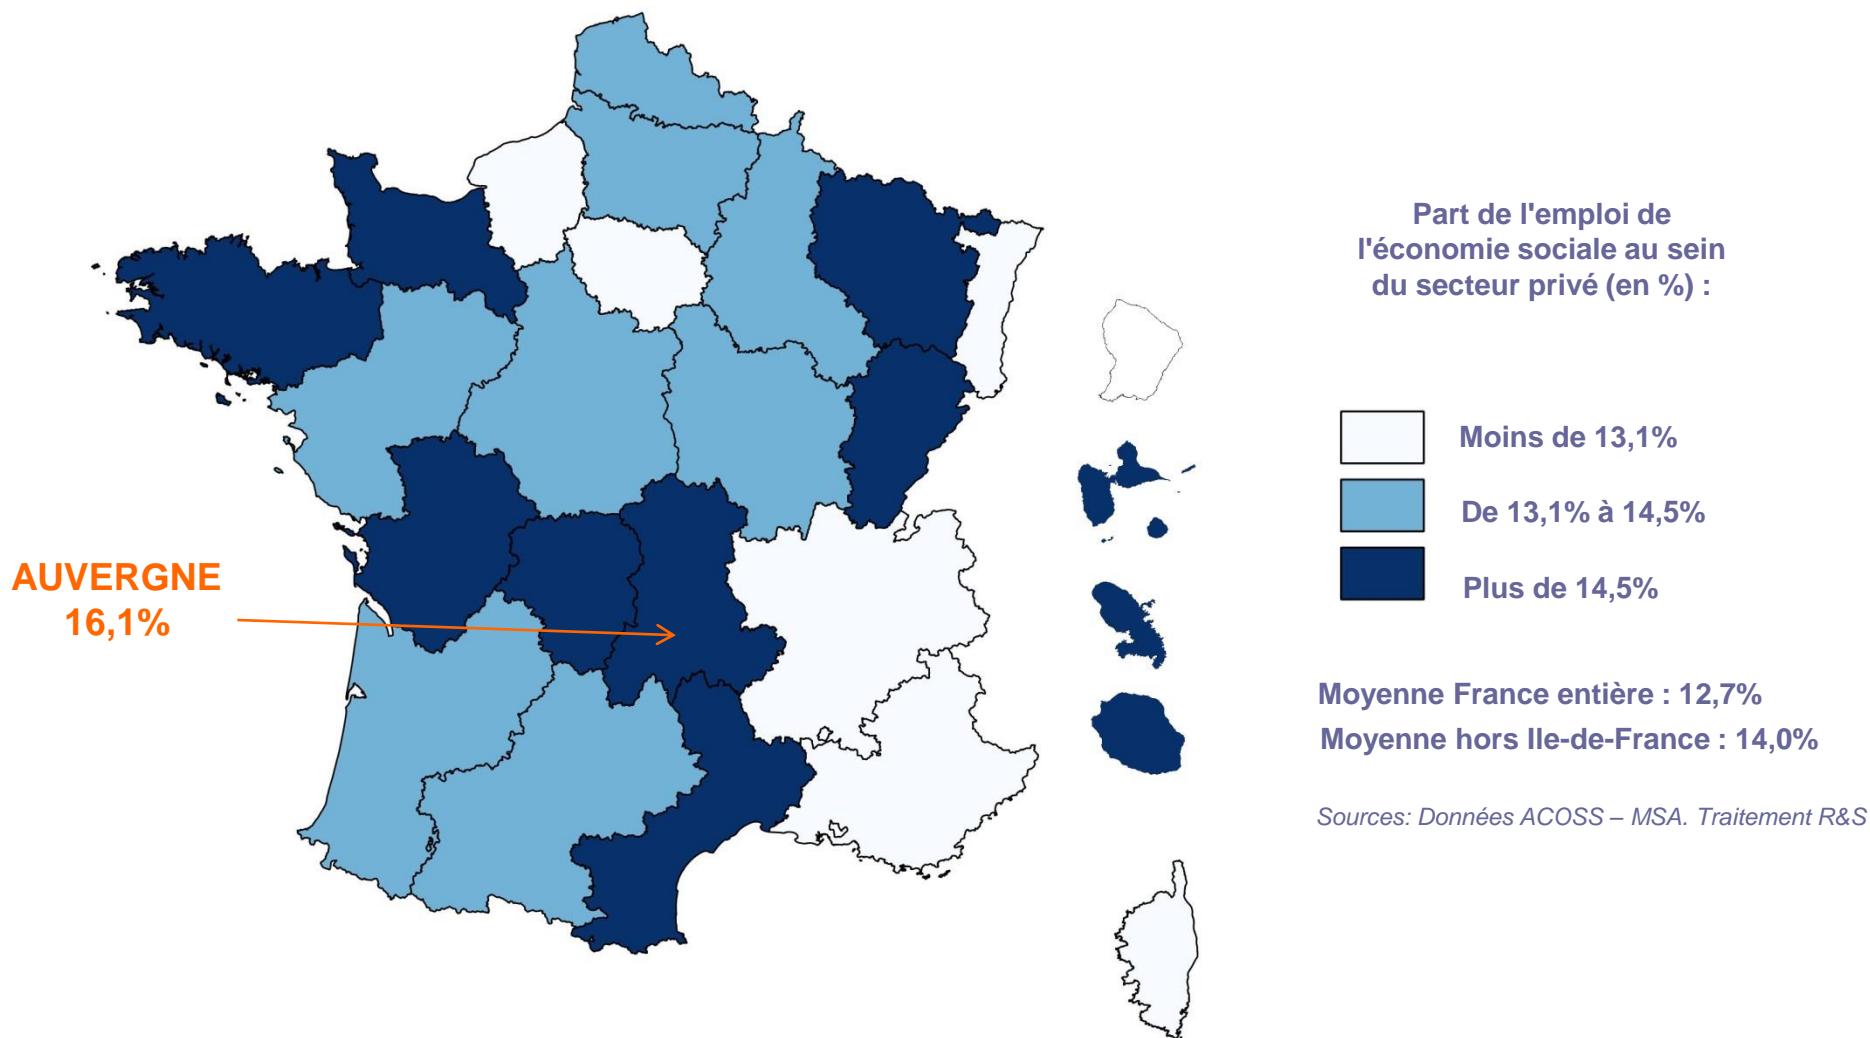 AUVERGNE
16,1%
Part de l'emploi de
l'économie sociale au sein
du secteur privé (en %) :
Moins de 13,1%
De 13,1% à 14,5%
Plus de 14,5%
Moyenne France entière : 12,7%
Moyenne hors Ile-de-France : 14,0%
Sources: Données ACOSS – MSA. Traitement R&S